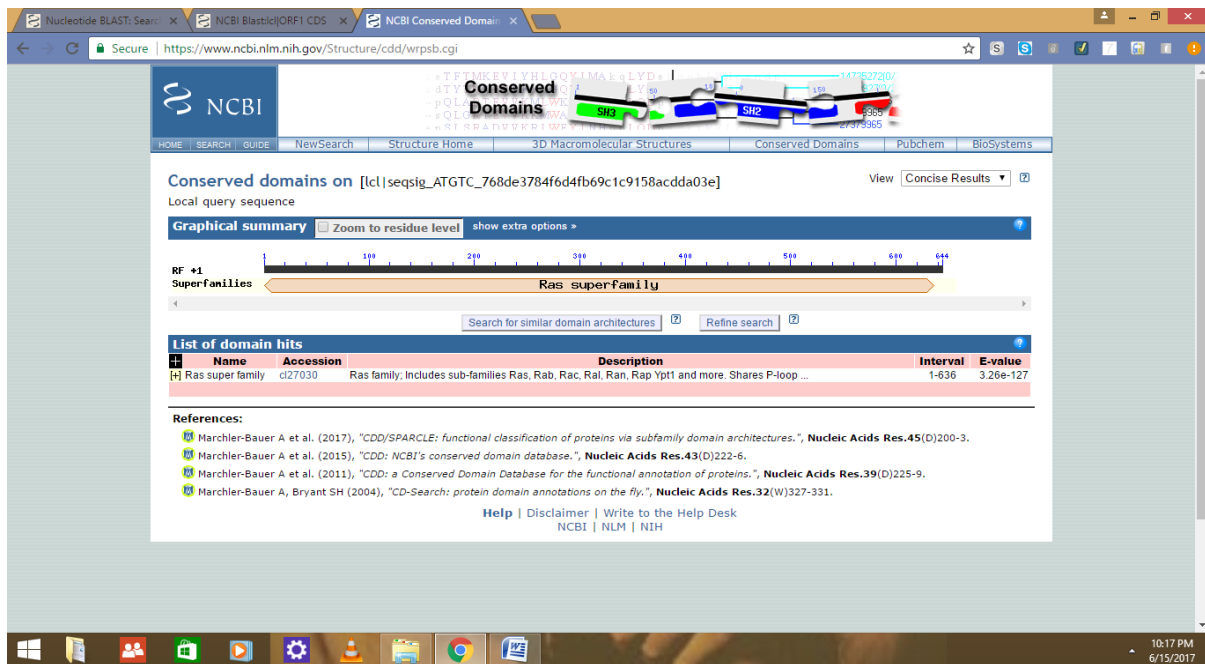 Nucleotide BLAST: Searc
NCBI Blast:lcl|ORF1 CDS
NCBI Conserved Domain
Secure https://www.ncbi.nlm.nih.gov/Structure/cdd/wrpsb.cgi
NCBI
Conserved
Domains
SH3
SH2
HOME SEARCH GUIDE NewSearch Structure Home 3D Macromolecular Structures Conserved Domains Pubchem BioSystems
Conserved domains on [lcl|seqsig_ATGTC_768de3784f6d4fb69c1c9158acdda03e]
View Concise Results
Local query sequence
Graphical summary Zoom to residue level show extra options »
1 100 200 300 400 500 600 644
RF +1
Superfamilies Ras superfamily
Search for similar domain architectures Refine search
List of domain hits
Name Accession Description Interval E-value
[+] Ras super family cl27030 Ras family; Includes sub-families Ras, Rab, Rac, Ral, Ran, Rap Ypt1 and more. Shares P-loop ... 1-636 3.26e-127
References:
Marchler-Bauer A et al. (2017), "CDD/SPARCLE: functional classification of proteins via subfamily domain architectures.", Nucleic Acids Res.45(D)200-3.
Marchler-Bauer A et al. (2015), "CDD: NCBI's conserved domain database.", Nucleic Acids Res.43(D)222-6.
Marchler-Bauer A et al. (2011), "CDD: a Conserved Domain Database for the functional annotation of proteins.", Nucleic Acids Res.39(D)225-9.
Marchler-Bauer A, Bryant SH (2004), "CD-Search: protein domain annotations on the fly.", Nucleic Acids Res.32(W)327-331.
Help | Disclaimer | Write to the Help Desk
NCBI | NLM | NIH
10:17 PM
6/15/2017